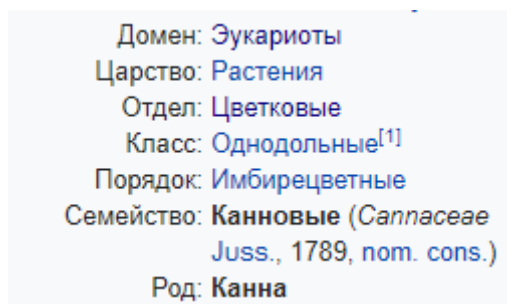 Домен: Эукариоты
Царство: Растения
Отдел: Цветковые
Класс: Однодольные[1]
Порядок: Имбирецветные
Семейство: Канновые (Cannaceae
Juss., 1789, nom. cons.)
Род: Канна